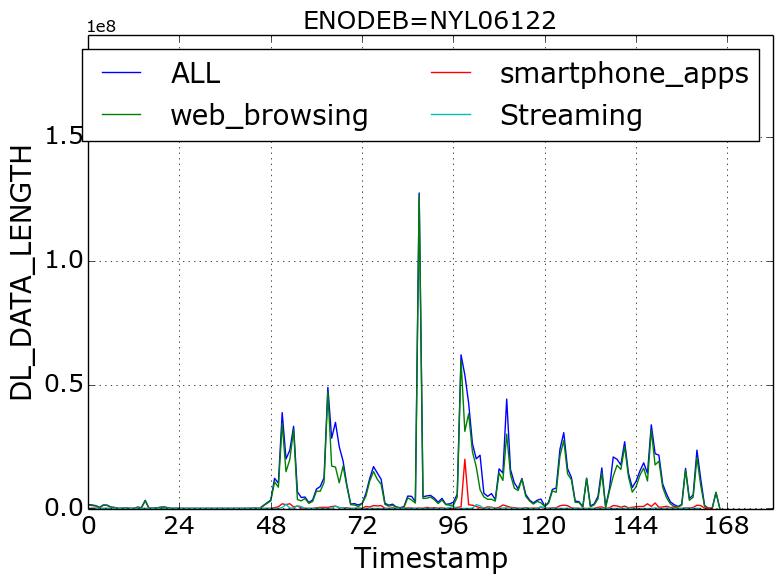 ENODEB=NYL06122
1e8
ALL
web_browsing
smartphone_apps
Streaming
1.5
1.0
0.5
0.0
DL_DATA_LENGTH
0 24 48 72 96 120 144 168
Timestamp